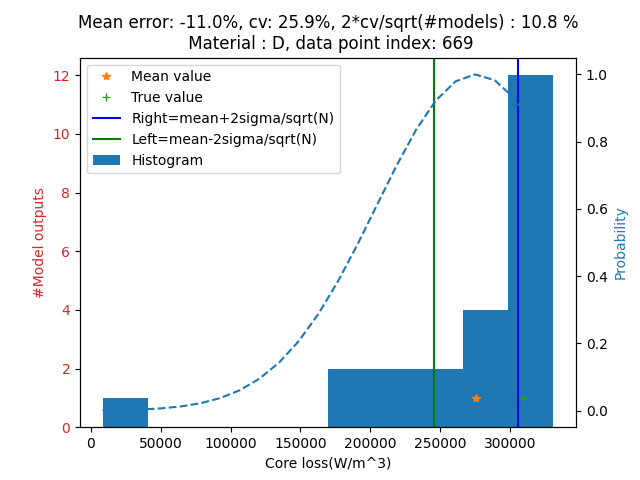 Mean error: -11.0%, cv: 25.9%, 2*cv/sqrt(#models) : 10.8 %
Material : D, data point index: 669
Mean value
True value
Right=mean+2sigma/sqrt(N)
Left=mean-2sigma/sqrt(N)
Histogram
#Model outputs
12
10
8
6
4
2
0
1.0
0.8
0.6
0.4
0.2
0.0
Probability
0 50000 100000 150000 200000 250000 300000
Core loss(W/m^3)